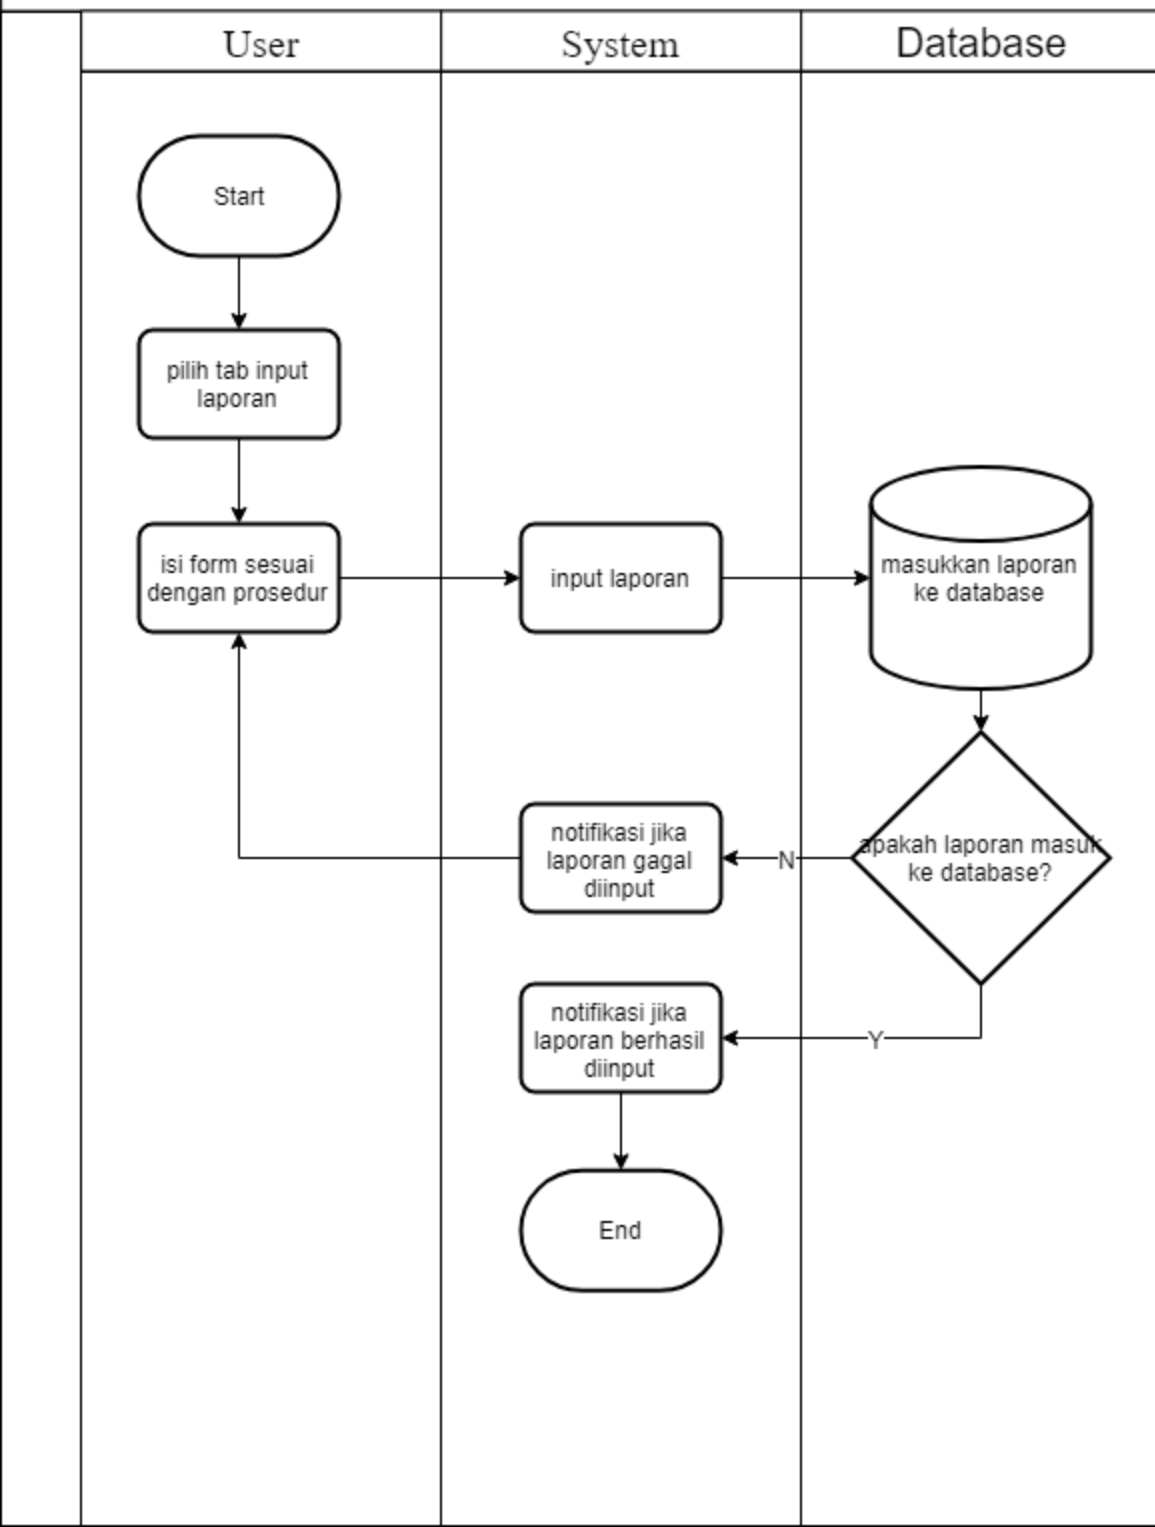 User
System
Database
Start
pilih tab input
laporan
isi form sesuai
dengan prosedur
input laporan
masukkan laporan
ke database
apakah laporan masuk
ke database?
N
notifikasi jika
laporan gagal
diinput
Y
notifikasi jika
laporan berhasil
diinput
End